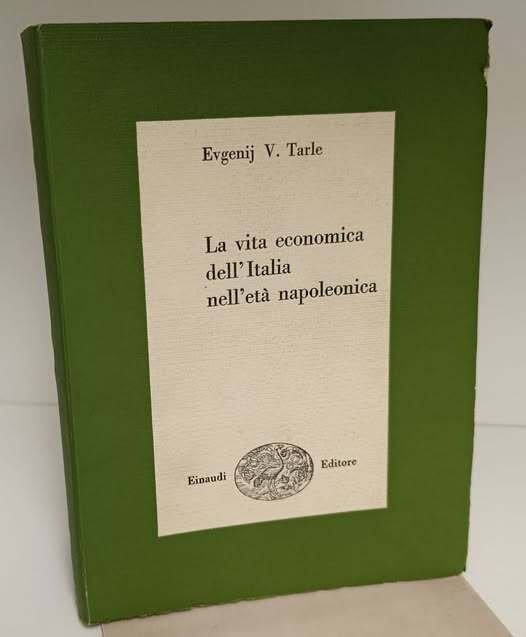 Evgenij V. Tarle
La vita economica
dell'Italia
nell'età napoleonica
Einaudi Editore